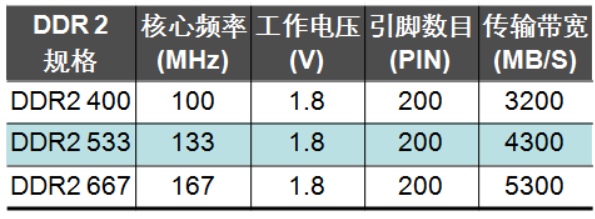 DDR 2 核心频率 工作电压 引脚数目 传输带宽
规格 (MHz) (V) (PIN) (MB/S)
DDR2 400 100 1.8 200 3200
DDR2 533 133 1.8 200 4300
DDR2 667 167 1.8 200 5300